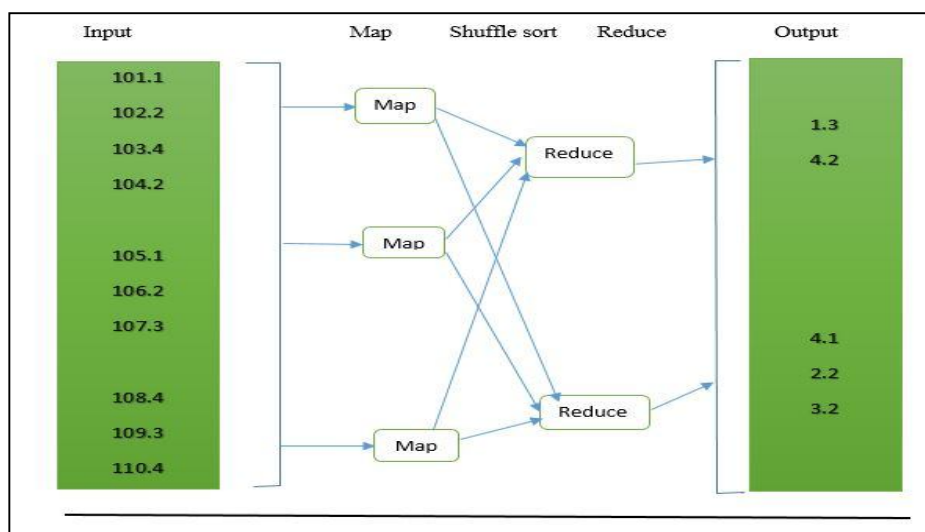 Input Map Shuffle sort Reduce Output
101.1
102.2
103.4
104.2
105.1
106.2
107.3
108.4
109.3
110.4
Map
Map
Map
Reduce
Reduce
1.3
4.2
4.1
2.2
3.2